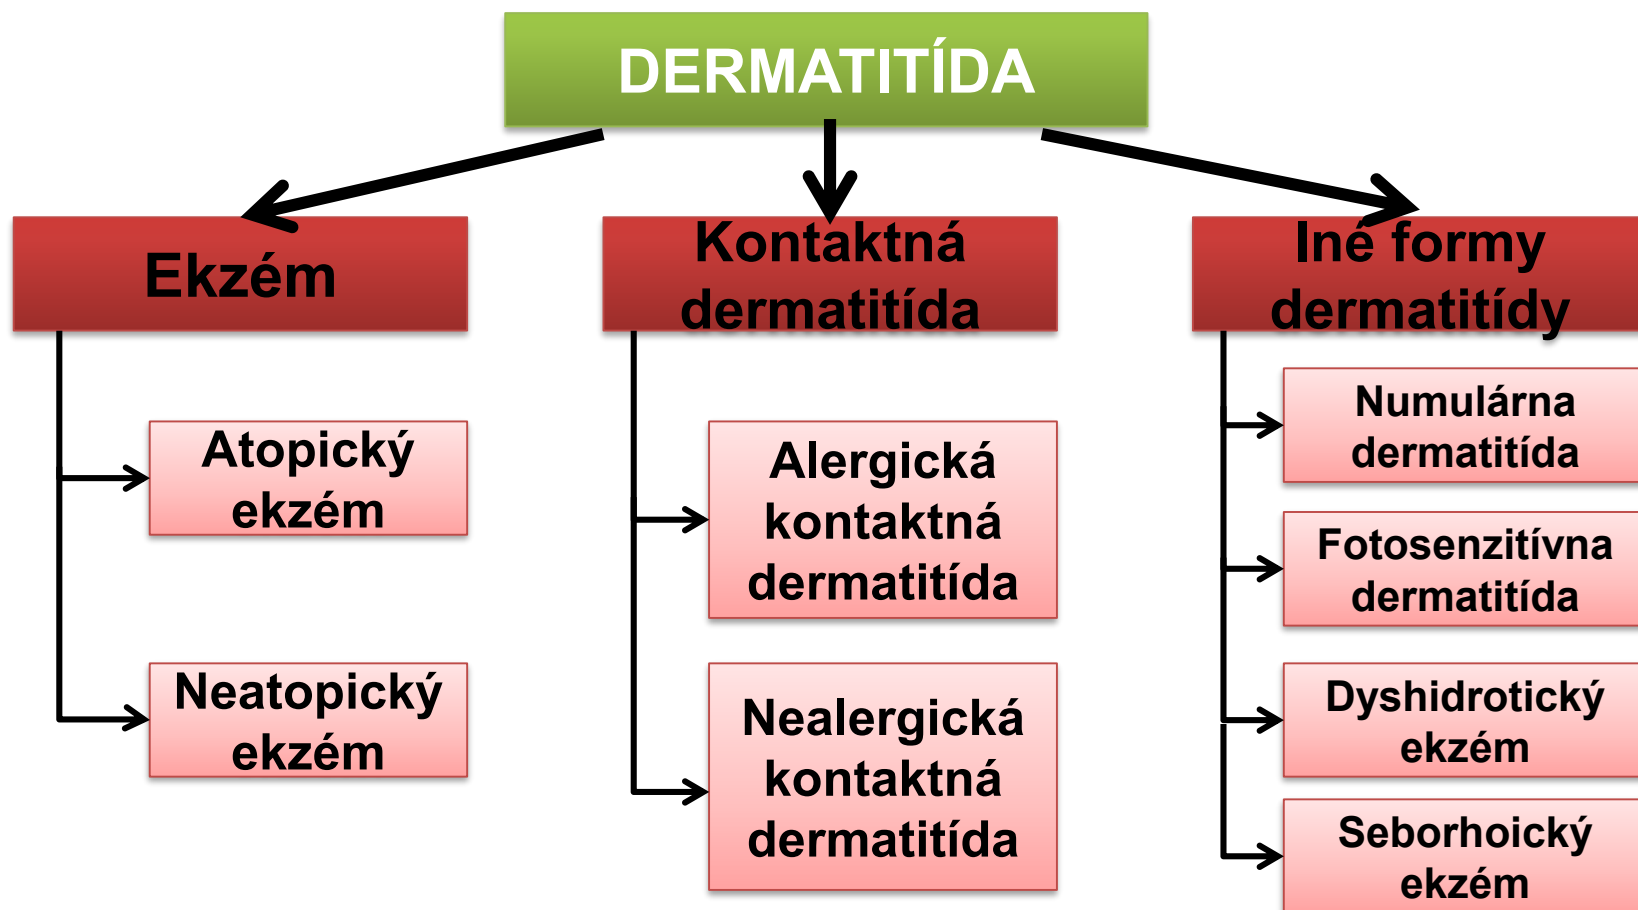 DERMATITÍDA
Ekzém
Atopický
ekzém
Neatopický
ekzém
Kontaktná
dermatitída
Alergická
kontaktná
dermatitída
Nealergická
kontaktná
dermatitída
Iné formy
dermatitídy
Numulárna
dermatitída
Fotosenzitívna
dermatitída
Dyshidrotický
ekzém
Seborhoický
ekzém